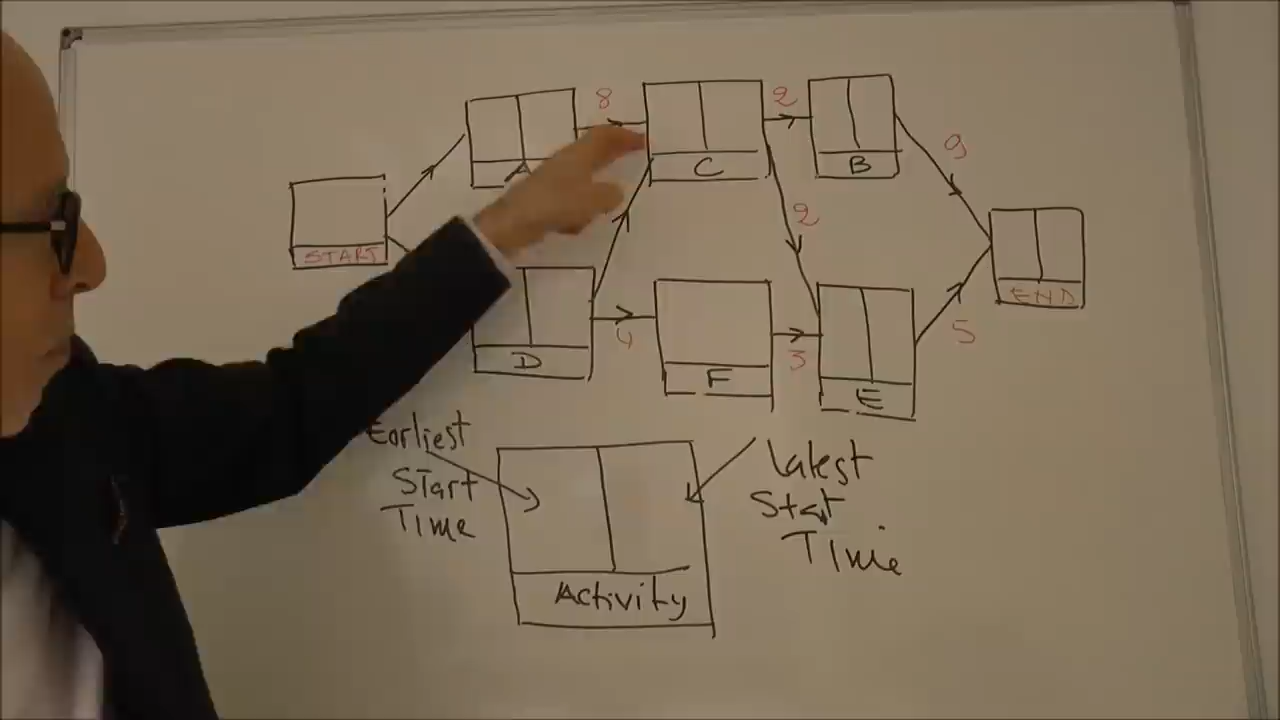 8
2
A
C
B
9
START
2
END
4
3
5
D
F
E
Earliest
Start
Time
Latest
Start
Time
Activity